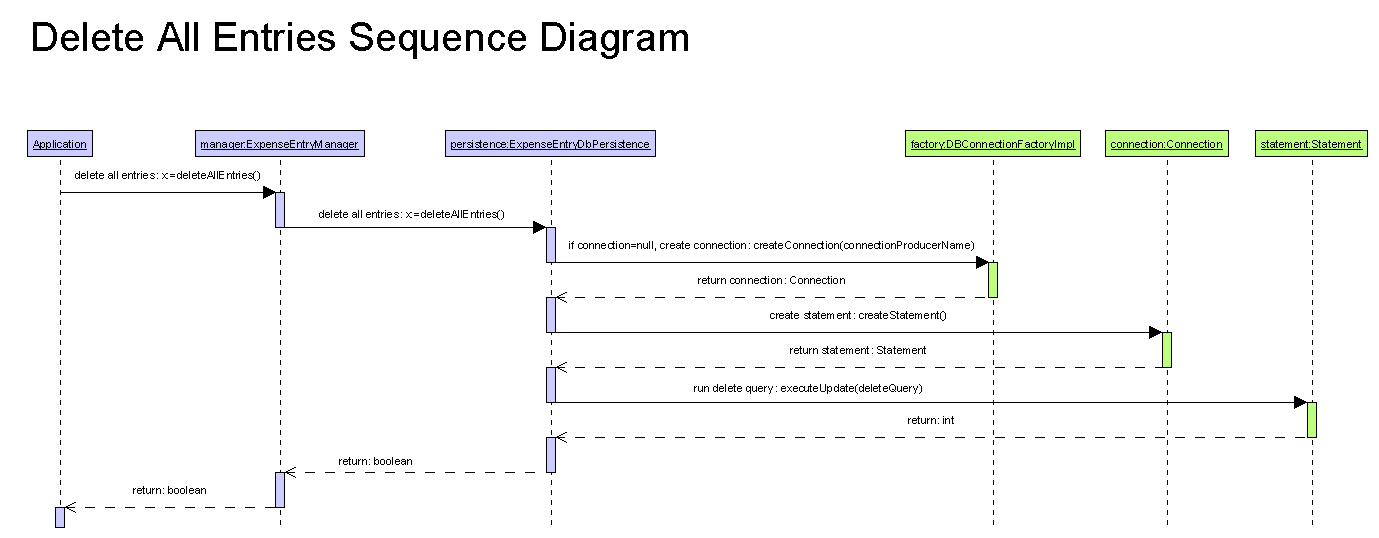 Delete All Entries Sequence Diagram
Application
manager:ExpenseEntryManager
persistence:ExpenseEntryDbPersistence
factory:DBConnectionFactoryImpl
connection:Connection
statement:Statement
delete all entries: x:=deleteAllEntries()
delete all entries: x:=deleteAllEntries()
if connection=null, create connection: createConnection(connectionProducerName)
return connection: Connection
create statement: createStatement()
return statement: Statement
run delete query: executeUpdate(deleteQuery)
return: int
return: boolean
return: boolean